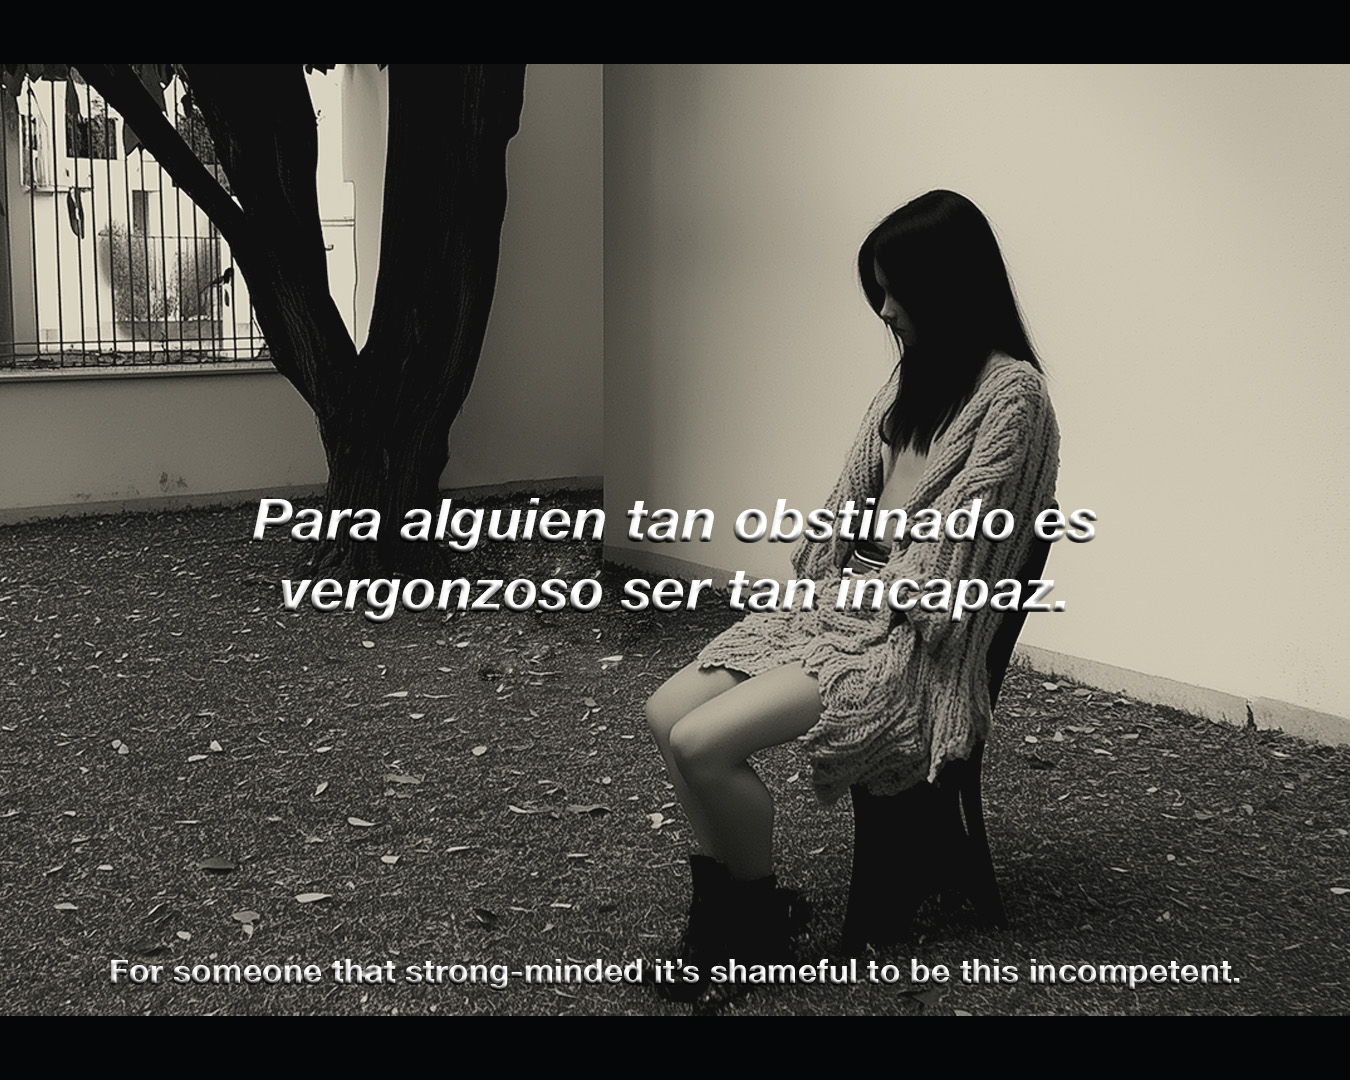 Para alguien tan obstinado es
vergonzoso ser tan incapaz.
For someone that strong-minded it’s shameful to be this incompetent.